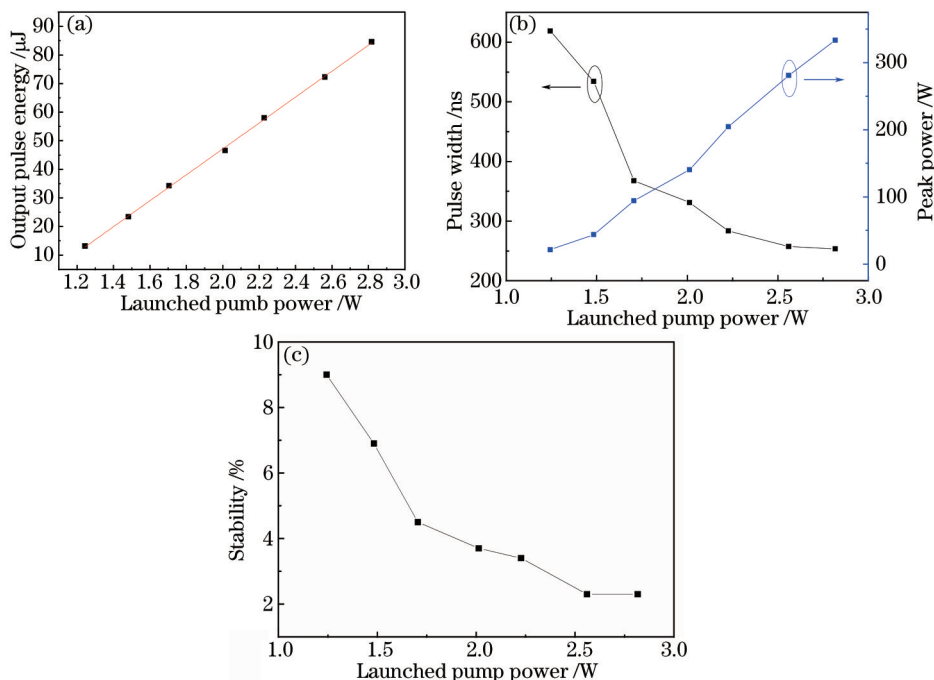 (a)
90
80
70
60
50
40
30
20
10
Output pulse energy /μJ
1.2 1.4 1.6 1.8 2.0 2.2 2.4 2.6 2.8 3.0
Launched pumb power /W
(b)
600
500
400
300
200
Pulse width /ns
300
200
100
0
Peak power /W
1.0 1.5 2.0 2.5 3.0
Launched pump power /W
(c)
10
8
6
4
2
Stability /%
1.0 1.5 2.0 2.5 3.0
Launched pump power /W